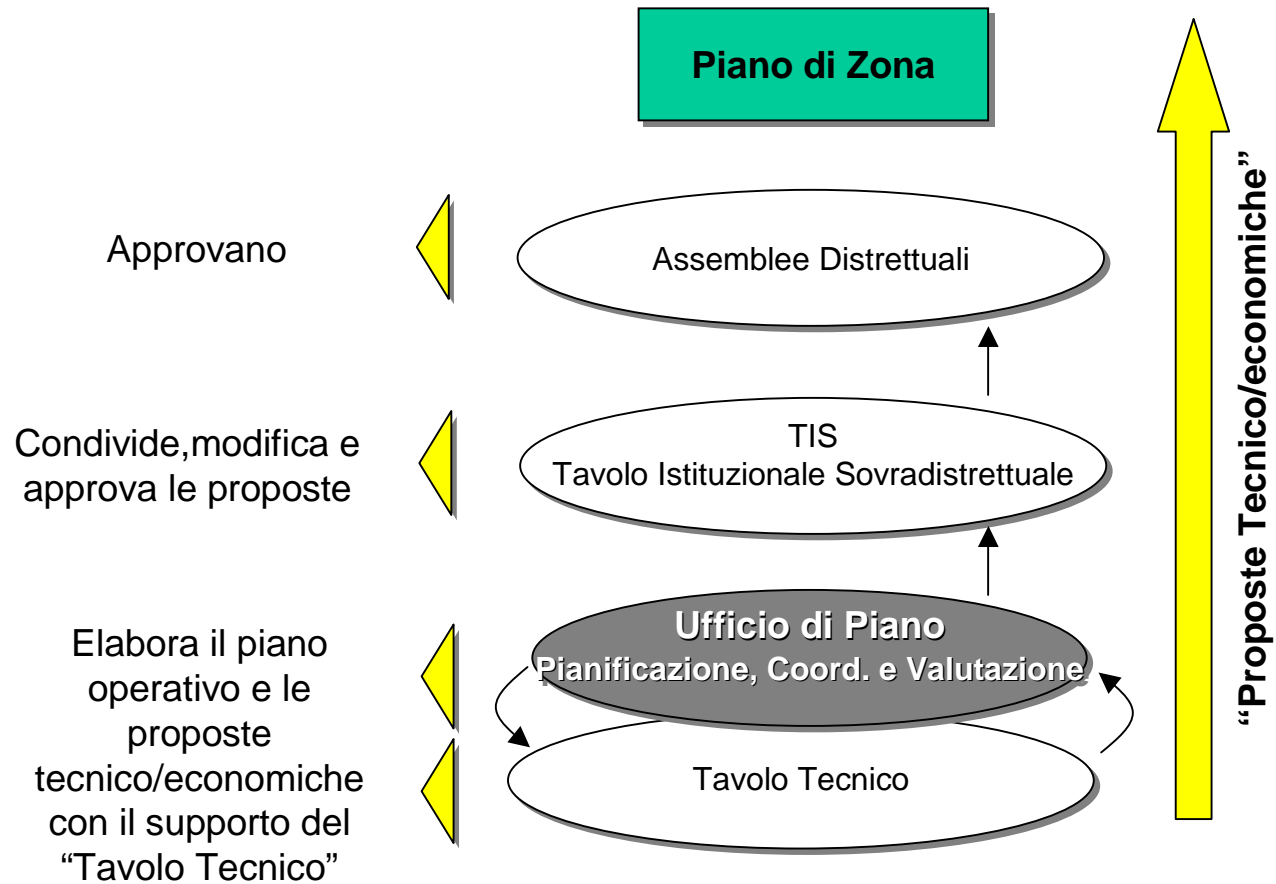 Piano di Zona
Approvano
Assemblee Distrettuali
Condivide,modifica e
approva le proposte
TIS
Tavolo Istituzionale Sovradistrettuale
Elabora il piano
operativo e le
proposte
tecnico/economiche
con il supporto del
“Tavolo Tecnico”
Ufficio di Piano
Pianificazione, Coord. e Valutazione
Tavolo Tecnico
“Proposte Tecnico/economiche”